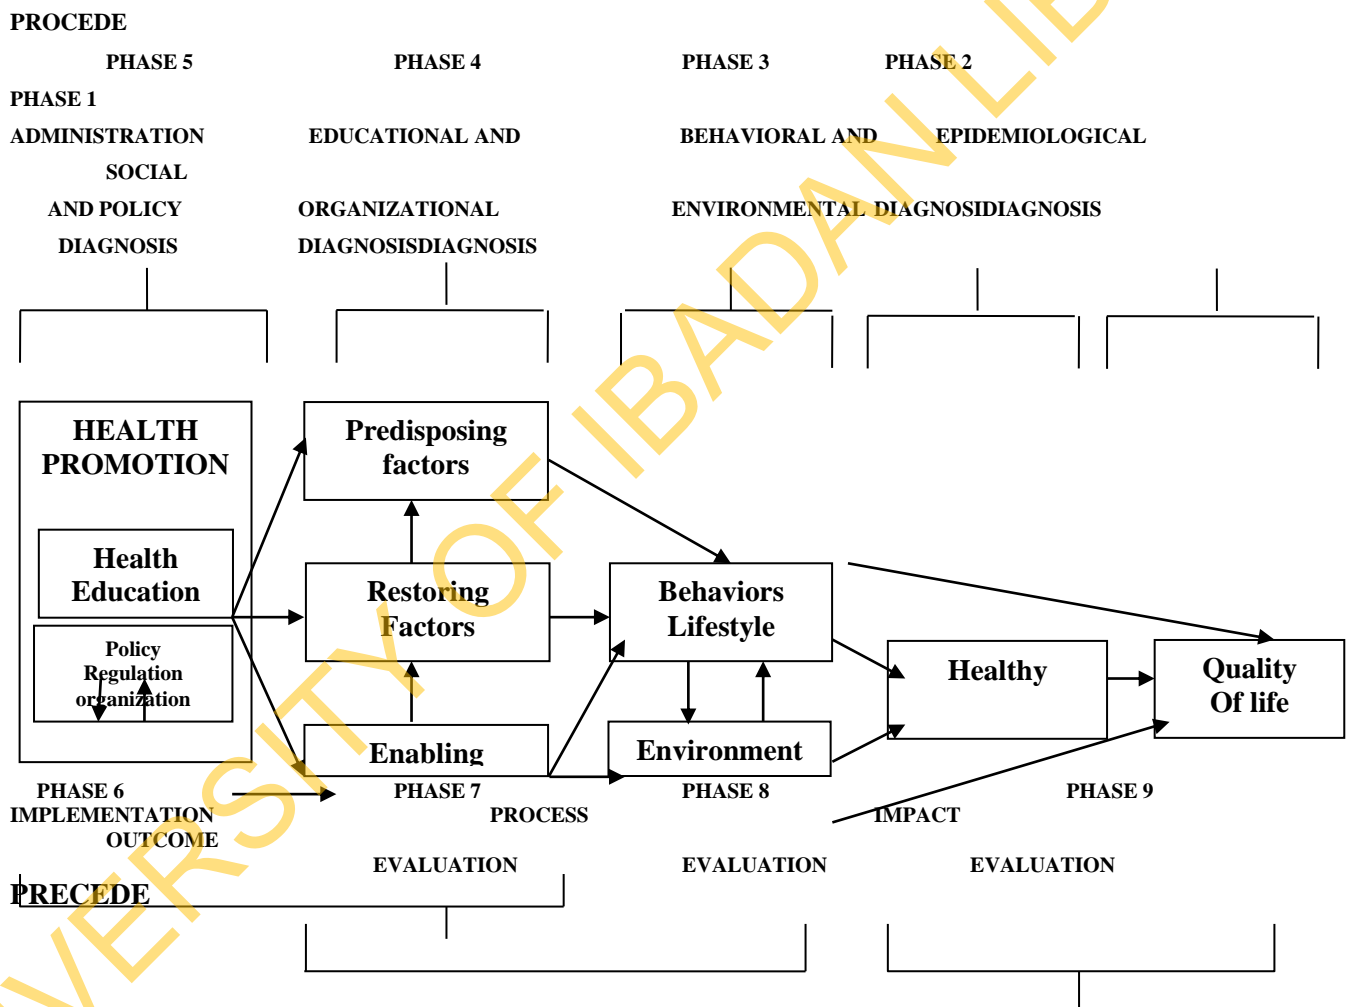 PROCEDE
PHASE 5 PHASE 4 PHASE 3 PHASE 2
PHASE 1
ADMINISTRATION EDUCATIONAL AND BEHAVIORAL AND EPIDEMIOLOGICAL
SOCIAL
AND POLICY ORGANIZATIONAL ENVIRONMENTAL DIAGNOSIDIAGNOSIS
DIAGNOSIS DIAGNOSISDIAGNOSIS
HEALTH
PROMOTION
Health
Education
Policy
Regulation
organization
Predisposing
factors
Restoring
Factors
Enabling
Behaviors
Lifestyle
Environment
Healthy
Quality
Of life
PHASE 6 PHASE 7 PHASE 8 PHASE 9
IMPLEMENTATION PROCESS IMPACT
OUTCOME
EVALUATION EVALUATION EVALUATION
PRECEDE
VERSITY OF IBADAN LIB